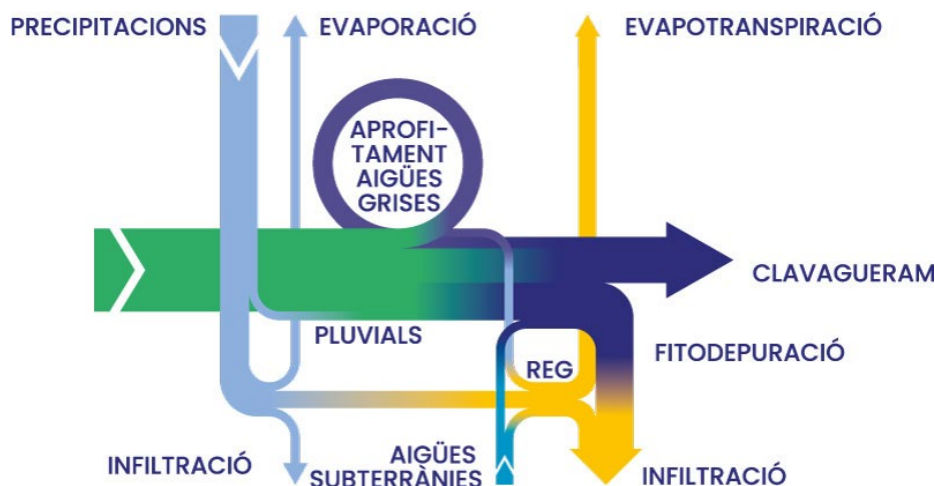 PRECIPITACIONS
EVAPORACIÓ
EVAPOTRANSPIRACIÓ
APROFI-
TAMENT
AIGÜES
GRISES
CLAVAGUERAM
PLUVIALS
FITODEPURACIÓ
REG
INFILTRACIÓ
AIGÜES
SUBTERRÀNIES
INFILTRACIÓ